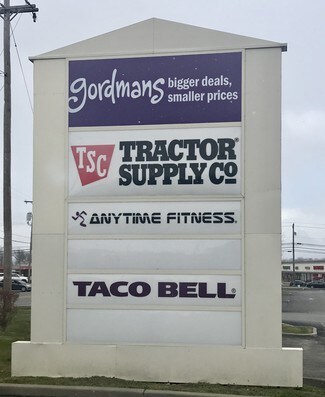 gordmans bigger deals,
smaller prices
TSC TRACTOR
SUPPLY CO
ANYTIME FITNESS.
TACO BELL